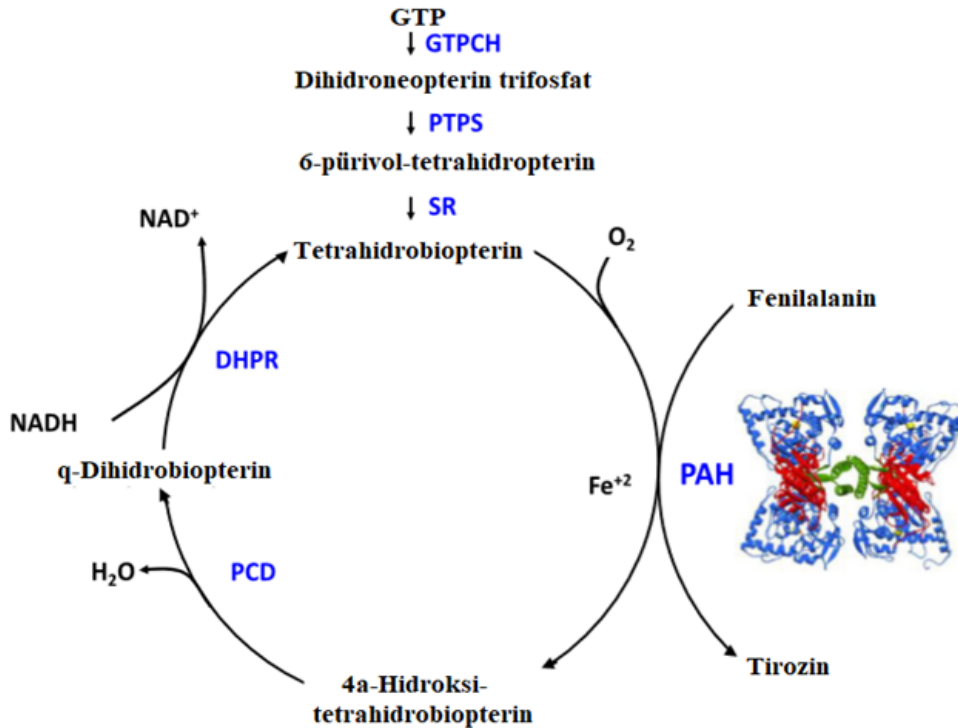 GTP
GTPCH
Dihidroneopterin trifosfat
PTPS
6-pürivol-tetrahidropterin
SR
NAD⁺
Tetrahidrobiopterin
O₂
Fenilalanin
DHPR
NADH
q-Dihidrobiopterin
Fe⁺²
PAH
H₂O
PCD
Tirozin
4a-Hidroksi-
tetrahidrobiopterin